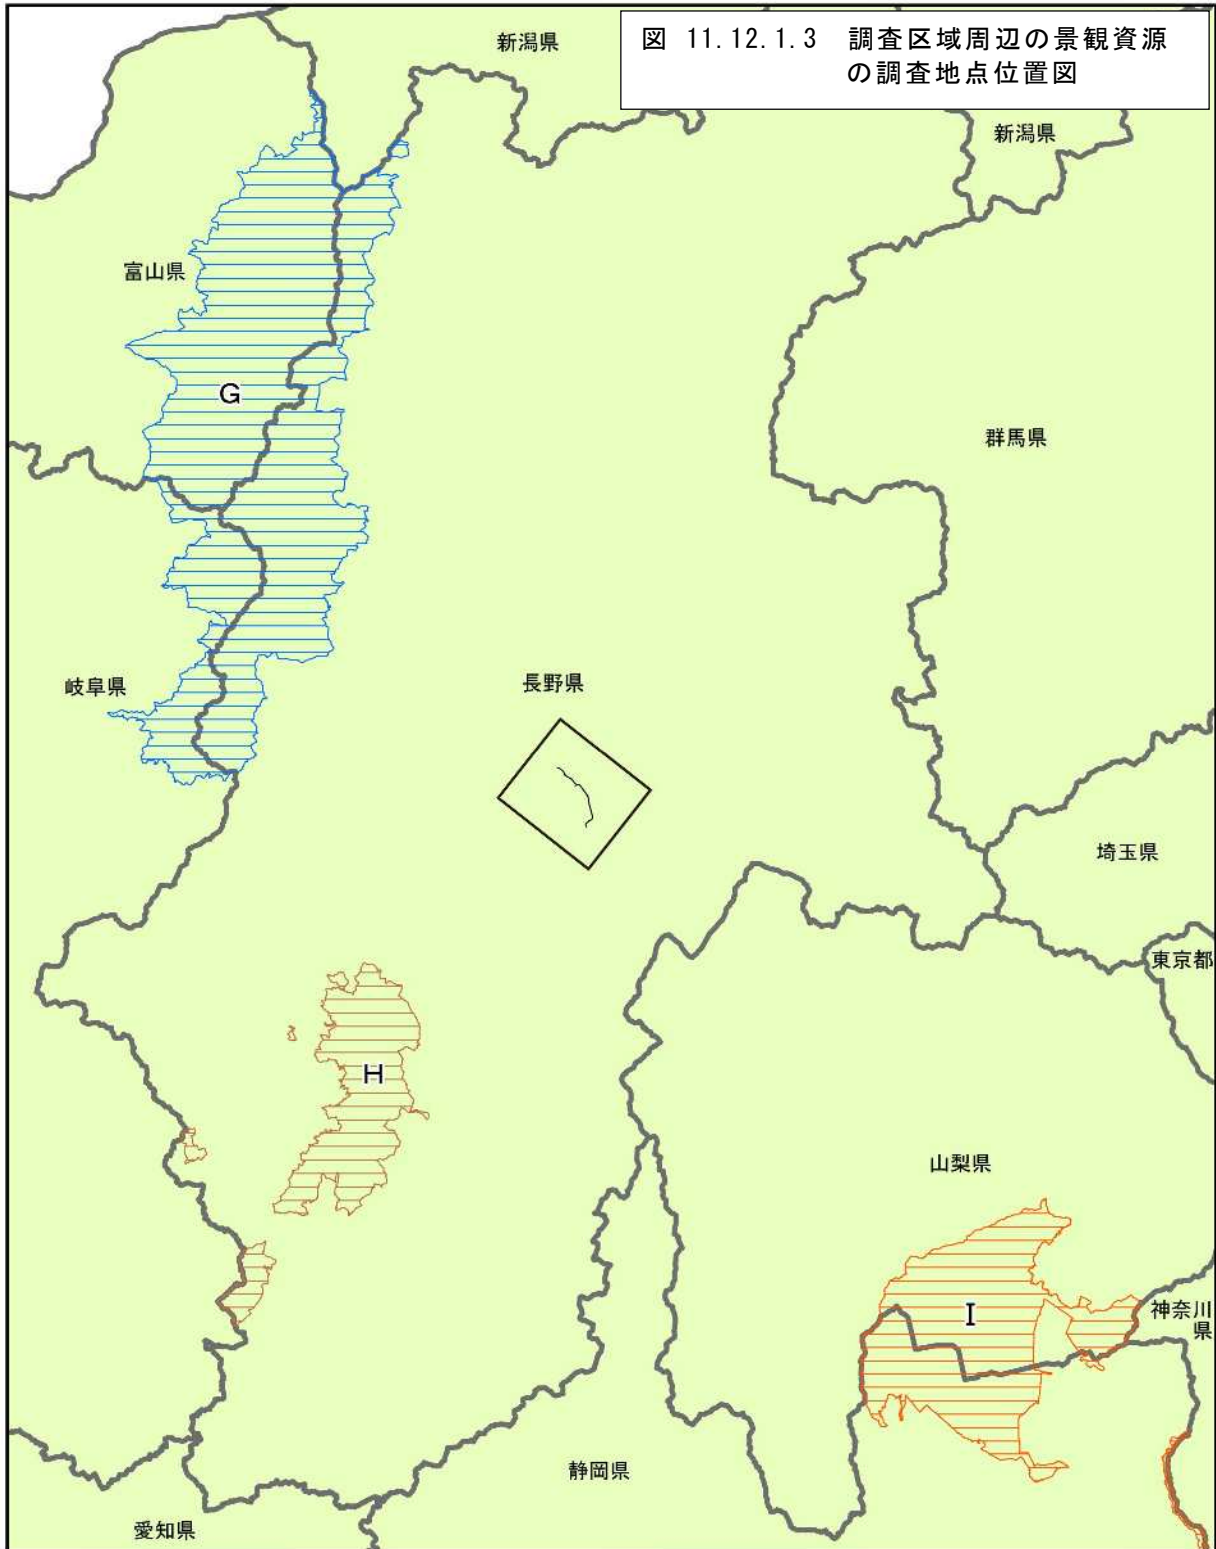 図 11.12.1.3 調査区域周辺の景観資源
の調査地点位置図
新潟県
新潟県
富山県
G
群馬県
岐阜県
長野県
埼玉県
東京都
H
山梨県
I
神奈川
県
静岡県
愛知県